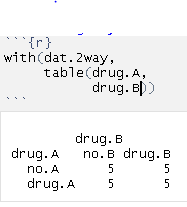 ```{r}
with(dat.2way,
table(drug.A,
drug.B))
```
drug.B
drug.A no.B drug.B
no.A 5 5
drug.A 5 5